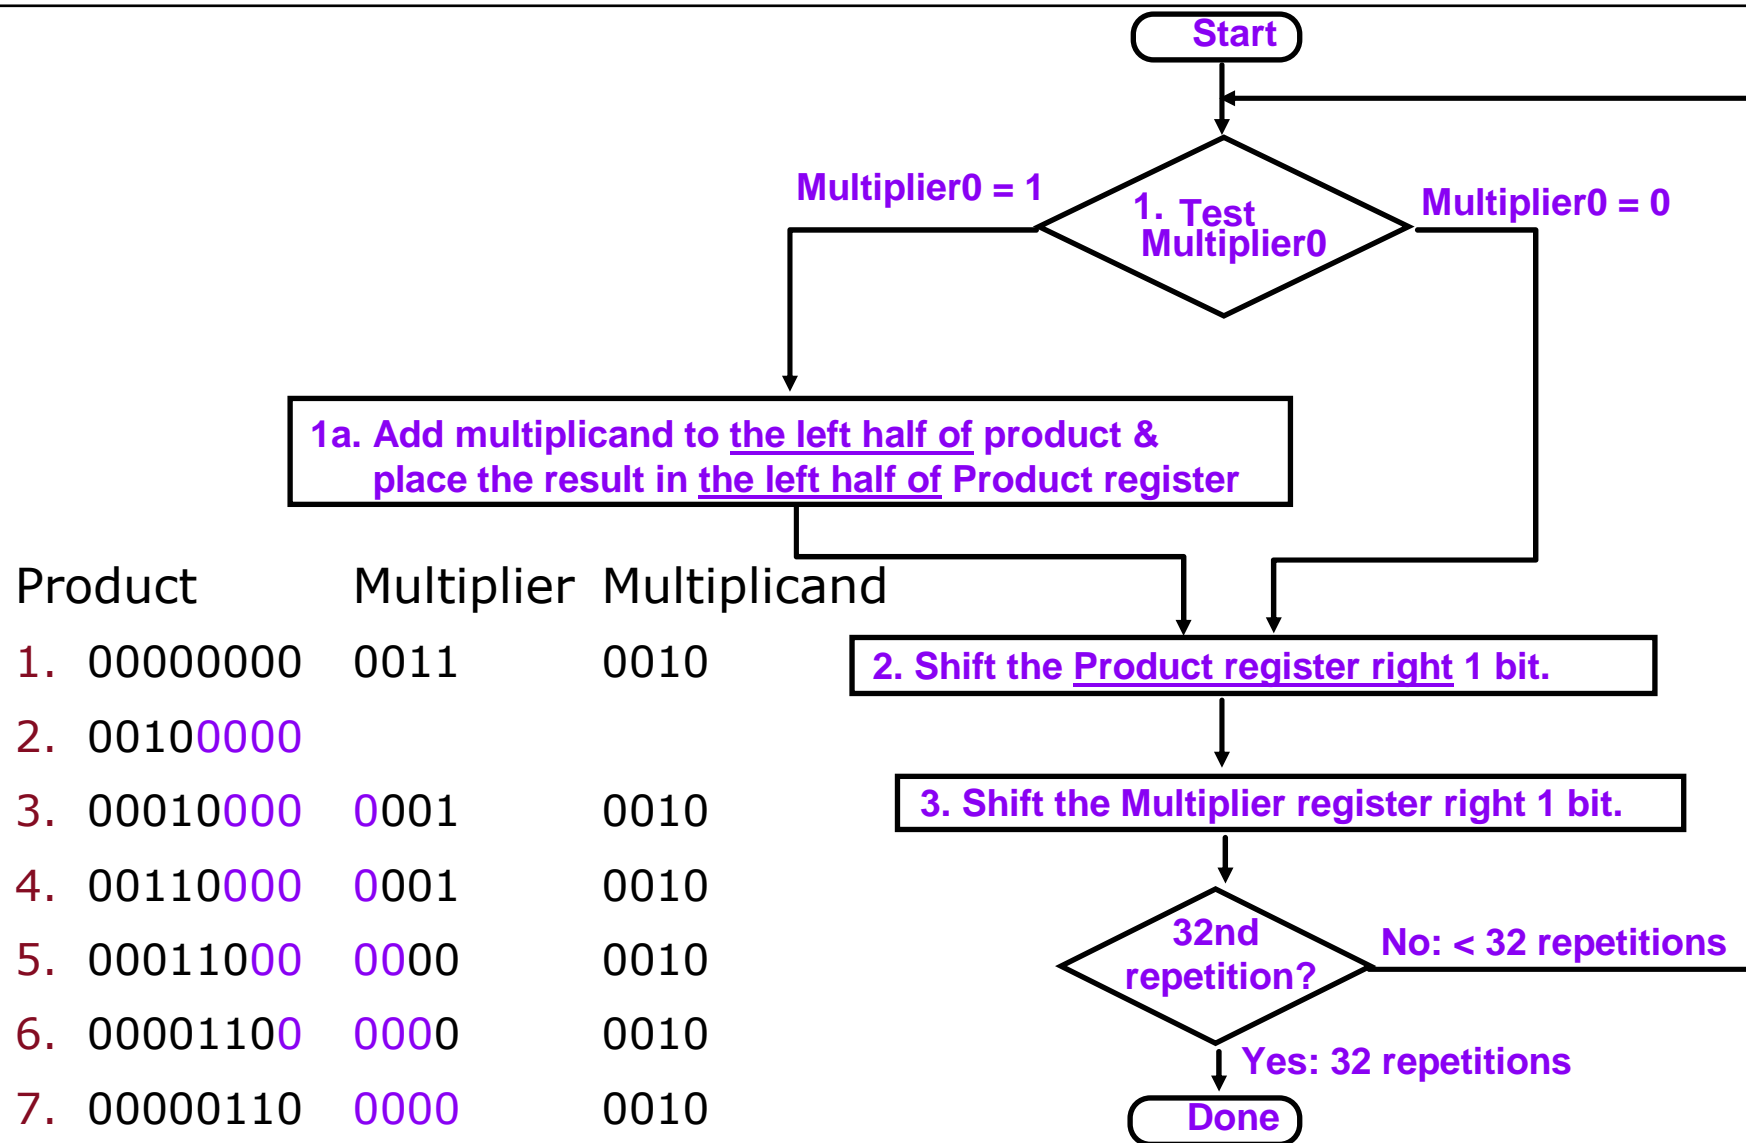 Start
Multiplier0 = 1
1. Test
Multiplier0
Multiplier0 = 0
1a. Add multiplicand to the left half of product &
place the result in the left half of Product register
Product Multiplier Multiplicand
1. 00000000 0011 0010
2. 00100000
3. 00010000 0001 0010
4. 00110000 0001 0010
5. 00011000 0000 0010
6. 00001100 0000 0010
7. 00000110 0000 0010
2. Shift the Product register right 1 bit.
3. Shift the Multiplier register right 1 bit.
32nd
repetition?
No: < 32 repetitions
Yes: 32 repetitions
Done